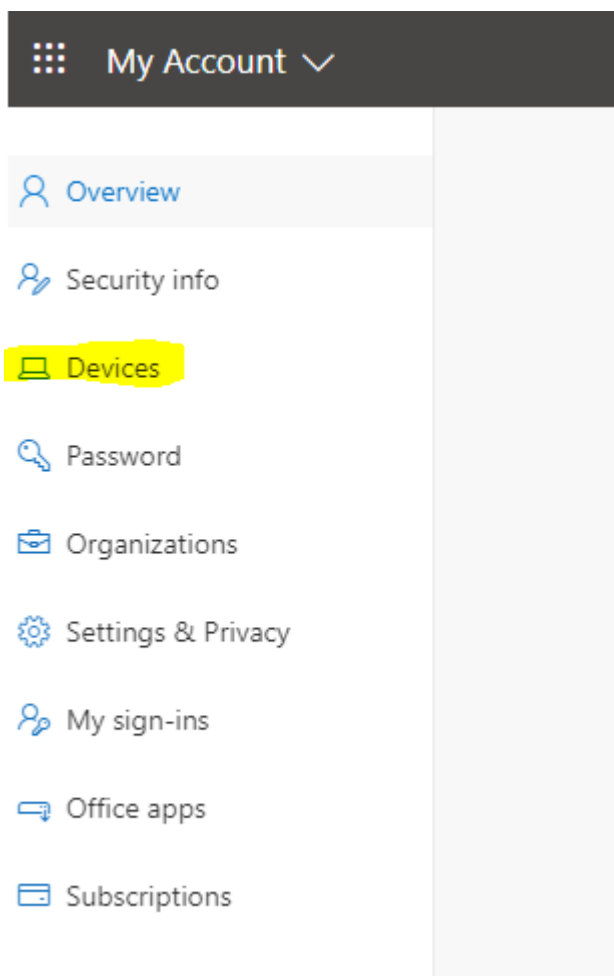 My Account
Overview
Security info
Devices
Password
Organizations
Settings & Privacy
My sign-ins
Office apps
Subscriptions